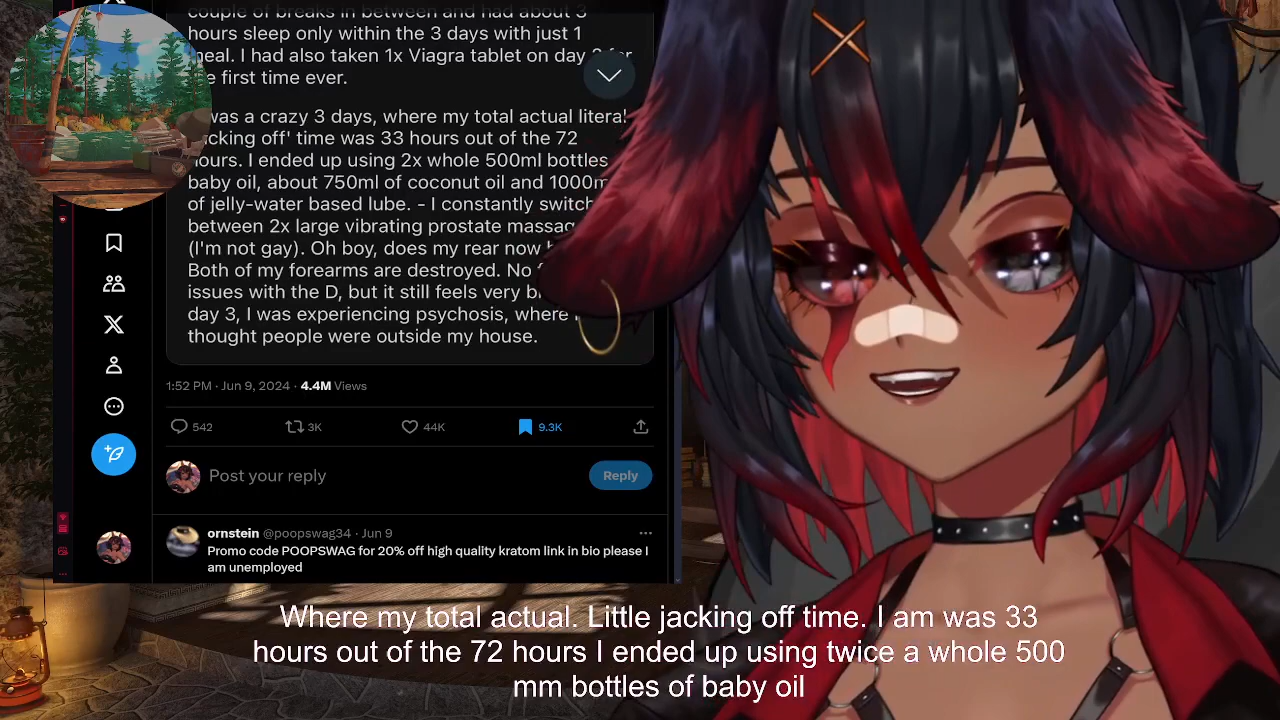 couple of breaks in between and had about 3
hours sleep only within the 3 days with just 1
meal. I had also taken 1x Viagra tablet on day
first time ever.
was a crazy 3 days, where my total actual literal
off' time was 33 hours out of the 72
hours. I ended up using 2x whole 500ml bottles
baby oil, about 750ml of coconut oil and 1000m
of jelly-water based lube. - I constantly switch
between 2x large vibrating prostate massag
(I'm not gay). Oh boy, does my rear now
Both of my forearms are destroyed. No
issues with the D, but it still feels very
day 3, I was experiencing psychosis, where
thought people were outside my house.
1:52 PM · Jun 9, 2024 · 4.4M Views
542 3K 44K 9.3K
Post your reply
Reply
ornstein @poopswag34 · Jun 9
Promo code POOPSWAG for 20% off high quality kratom link in bio please I
am unemployed
Where my total actual. Little jacking off time. I am was 33
hours out of the 72 hours I ended up using twice a whole 500
mm bottles of baby oil